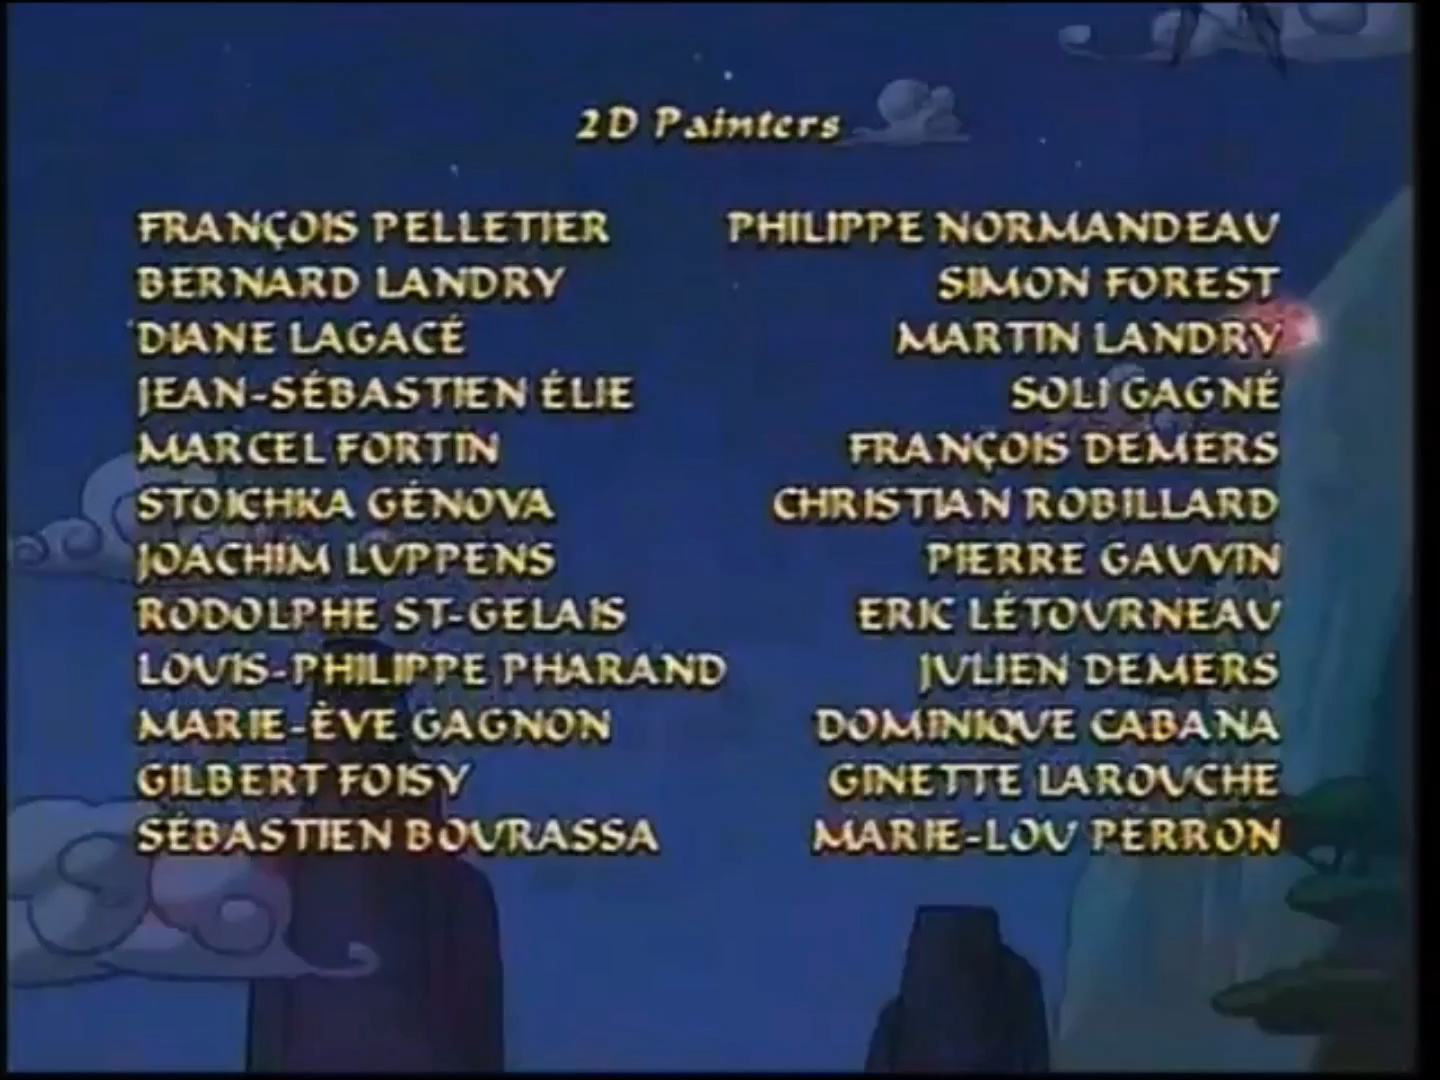 2D Painters
FRANÇOIS PELLETIER PHILIPPE NORMANDEAU
BERNARD LANDRY SIMON FOREST
DIANE LAGACÉ MARTIN LANDRY
JEAN-SÉBASTIEN ÉLIE SOLI GAGNÉ
MARCEL FORTIN FRANÇOIS DEMERS
STOICHKA GÉNOVA CHRISTIAN ROBILLARD
JOACHIM LUPPENS PIERRE GAUVIN
RODOLPHE ST-GELAIS ERIC LÉTOURNEAU
LOUIS-PHILIPPE PHARAND JULIEN DEMERS
MARIE-ÈVE GAGNON DOMINIQUE CABANA
GILBERT FOISY GINETTE LAROUCHE
SÉBASTIEN BOURASSA MARIE-LOU PERRON